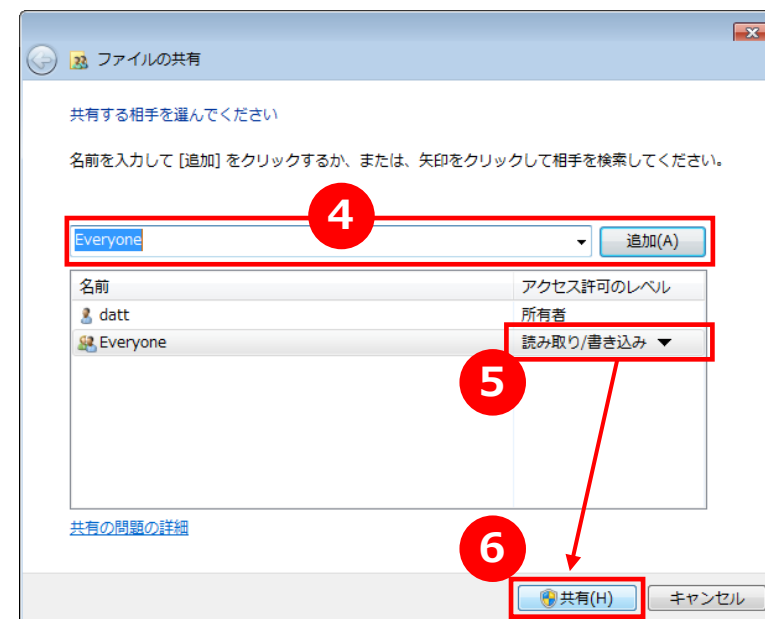 ファイルの共有
共有する相手を選んでください
名前を入力して [追加] をクリックするか、または、矢印をクリックして相手を検索してください。
4
Everyone 追加(A)
名前 アクセス許可のレベル
datt 所有者
Everyone 読み取り/書き込み
5
共有の問題の詳細
6
共有(H) キャンセル